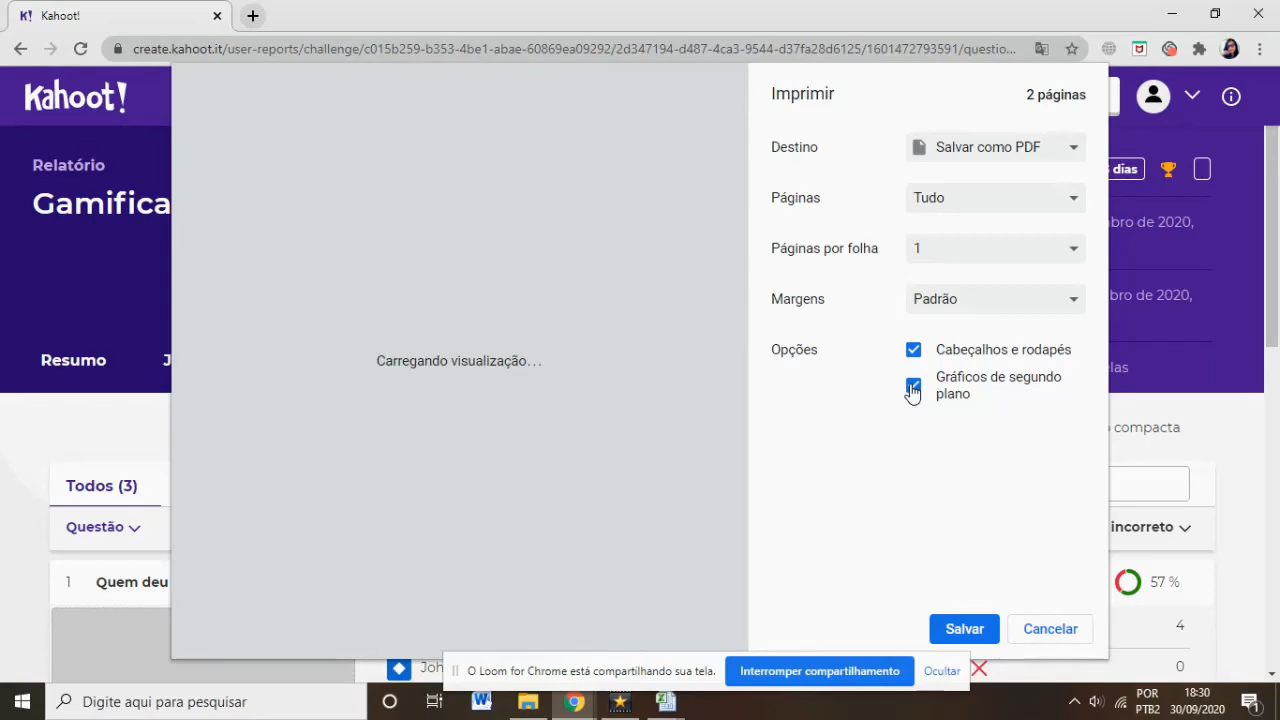 K! Kahoot!
create.kahoot.it/user-reports/challenge/c015b259-b353-4be1-abae-60869ea09292/2d347194-d487-4ca3-9544-d37fa28d6125/1601472793591/questio...
Kahoot!
Relatório
Gamifica
Resumo
J
Todos (3)
Questão
1 Quem deu
Joh
Carregando visualização...
Imprimir
2 páginas
Destino
Salvar como PDF
Páginas
Tudo
Páginas por folha
1
Margens
Padrão
Opções
Cabeçalhos e rodapés
Gráficos de segundo
plano
Salvar
Cancelar
dias
bro de 2020,
bro de 2020,
elas
compacta
incorreto
57 %
4
0
O Loom for Chrome está compartilhando sua tela.
Interromper compartilhamento
Ocultar
Digite aqui para pesquisar
POR
PTB2
18:30
30/09/2020
1